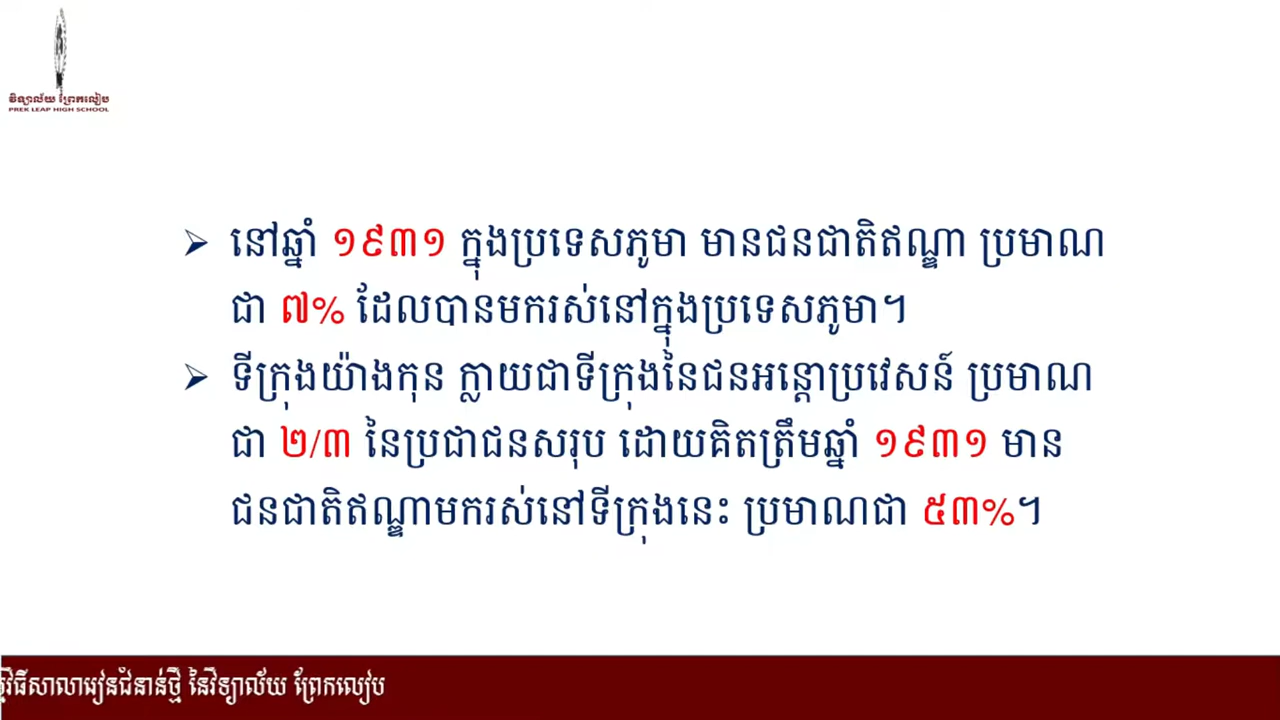 វិទ្យាល័យ ព្រែកលៀប
PREK LEAP HIGH SCHOOL
➢ នៅឆ្នាំ ១៩៣១ ក្នុងប្រទេសភូមា មានជនជាតិឥណ្ឌា ប្រមាណ
ជា ៧% ដែលបានមករស់នៅក្នុងប្រទេសភូមា។
➢ ទីក្រុងយ៉ាងកុន ក្លាយជាទីក្រុងនៃជនអន្តោប្រវេសន៍ ប្រមាណ
ជា ២/៣ នៃប្រជាជនសរុប ដោយគិតត្រឹមឆ្នាំ ១៩៣១ មាន
ជនជាតិឥណ្ឌាមករស់នៅទីក្រុងនេះ ប្រមាណជា ៥៣%។
វិធីសាលារៀនជំនាន់ថ្មី នៃវិទ្យាល័យ ព្រែកលៀប